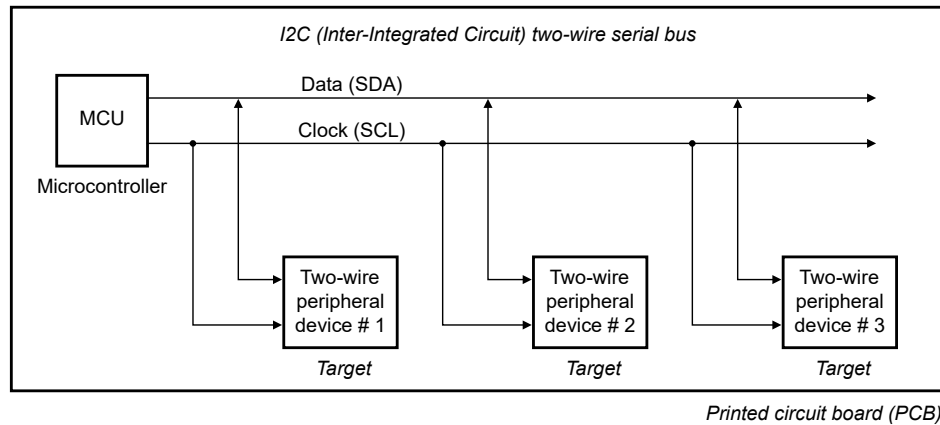 I2C (Inter-Integrated Circuit) two-wire serial bus
Data (SDA)
MCU
Clock (SCL)
Microcontroller
Two-wire
peripheral
device # 1
Target
Two-wire
peripheral
device # 2
Target
Two-wire
peripheral
device # 3
Target
Printed circuit board (PCB)